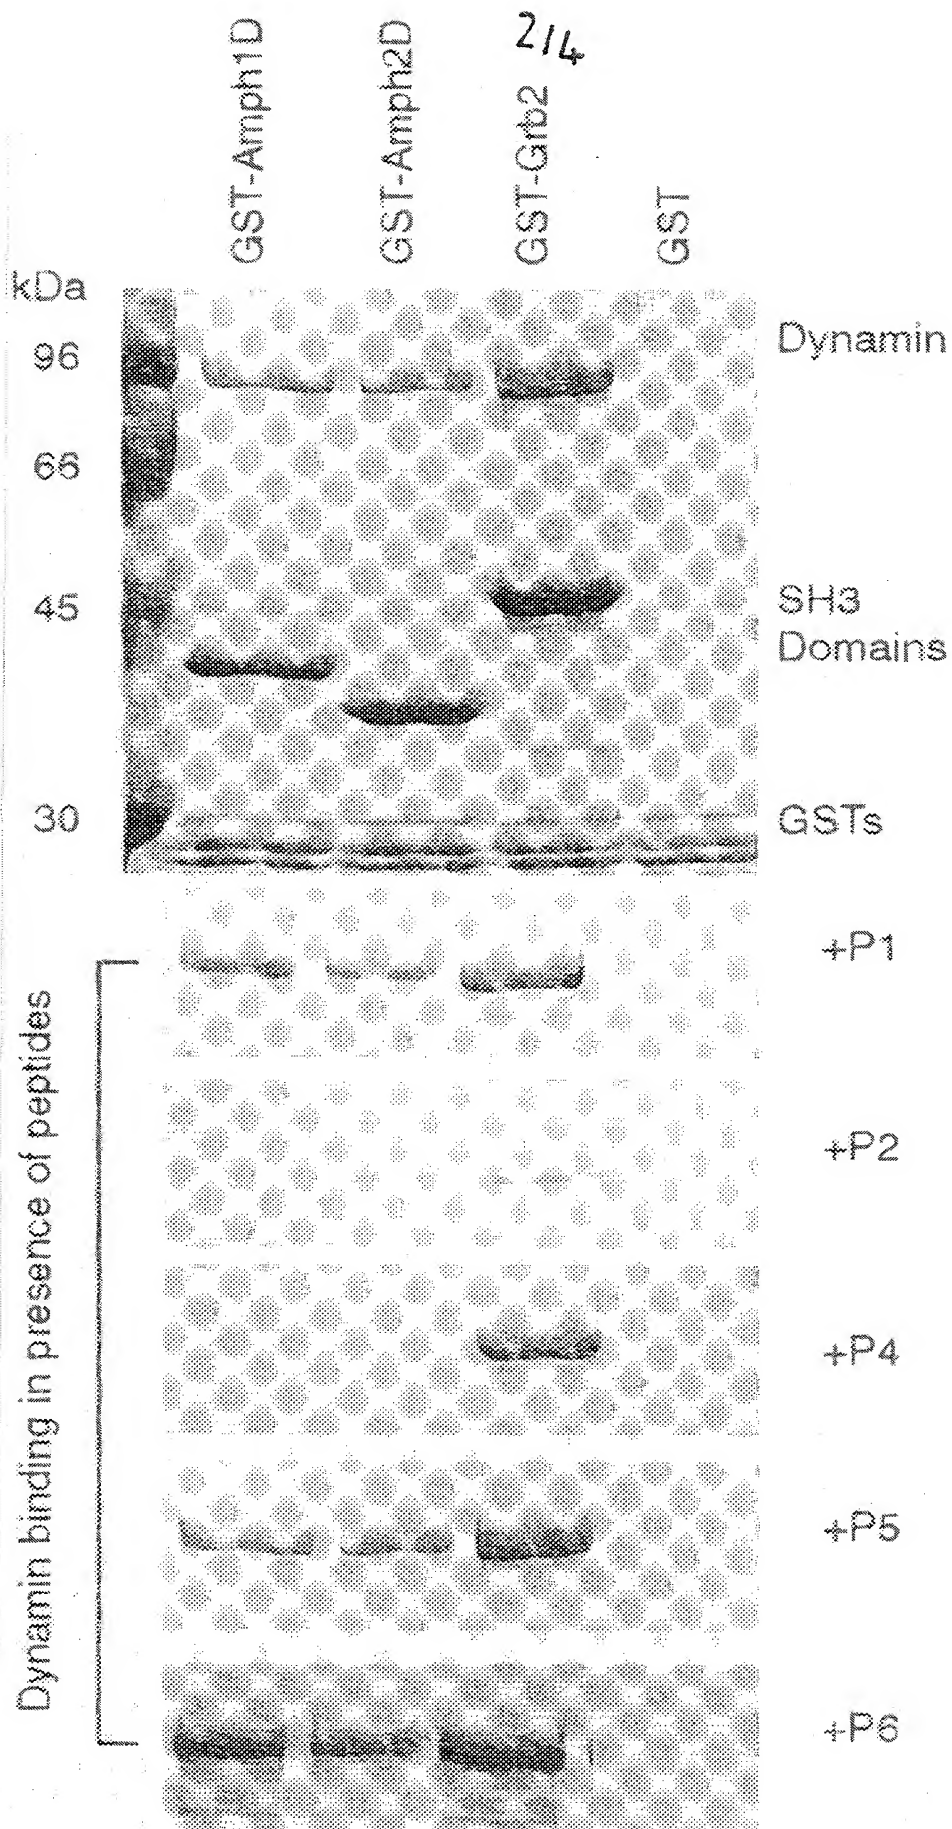 2/4
GST-Amph1D
GST-Amph2D
GST-Grb2
GST
kDa
96
66
45
30
Dynamin
SH3
Domains
GSTs
Dynamin binding in presence of peptides
+P1
+P2
+P4
+P5
+P6